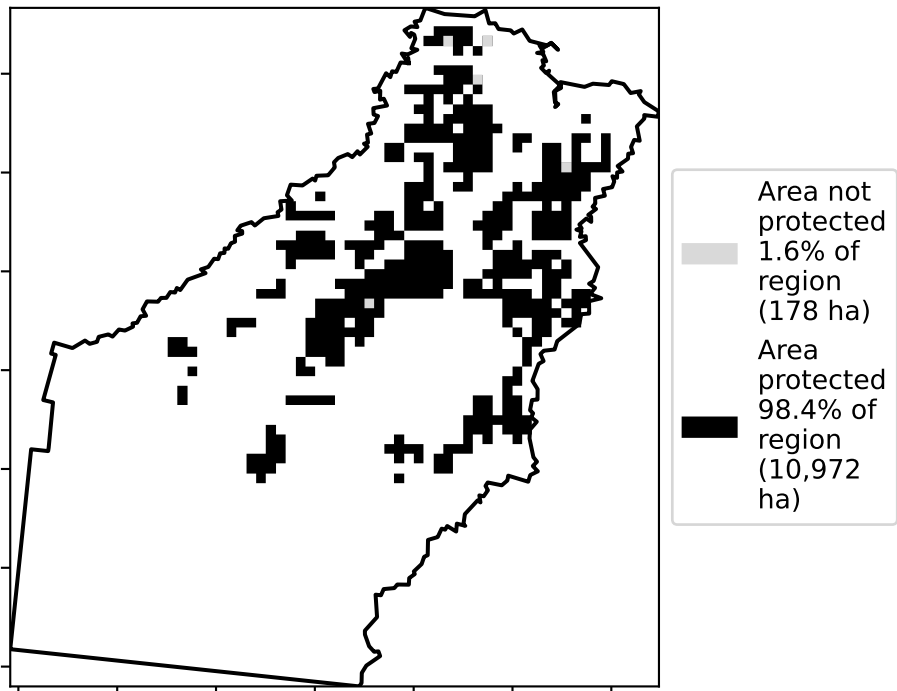 Area not
protected
1.6% of
region
(178 ha)
Area
protected
98.4% of
region
(10,972
ha)